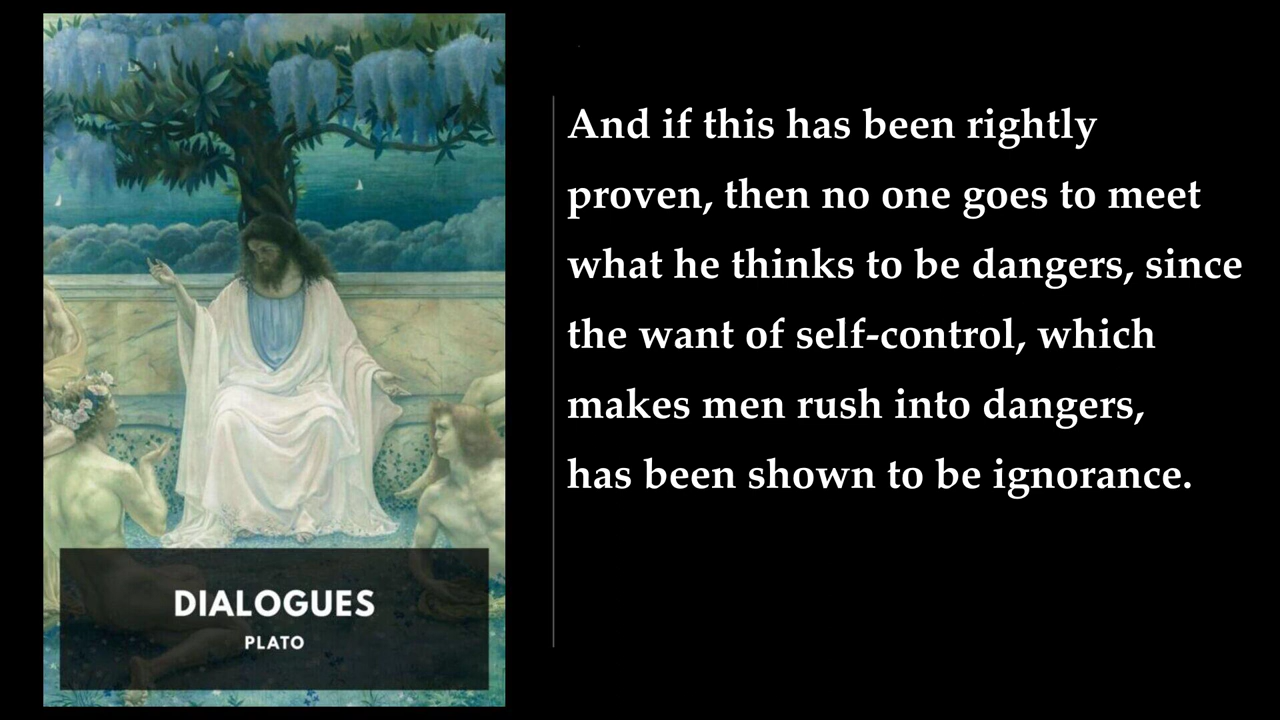 And if this has been rightly
proven, then no one goes to meet
what he thinks to be dangers, since
the want of self-control, which
makes men rush into dangers,
has been shown to be ignorance.
DIALOGUES
PLATO